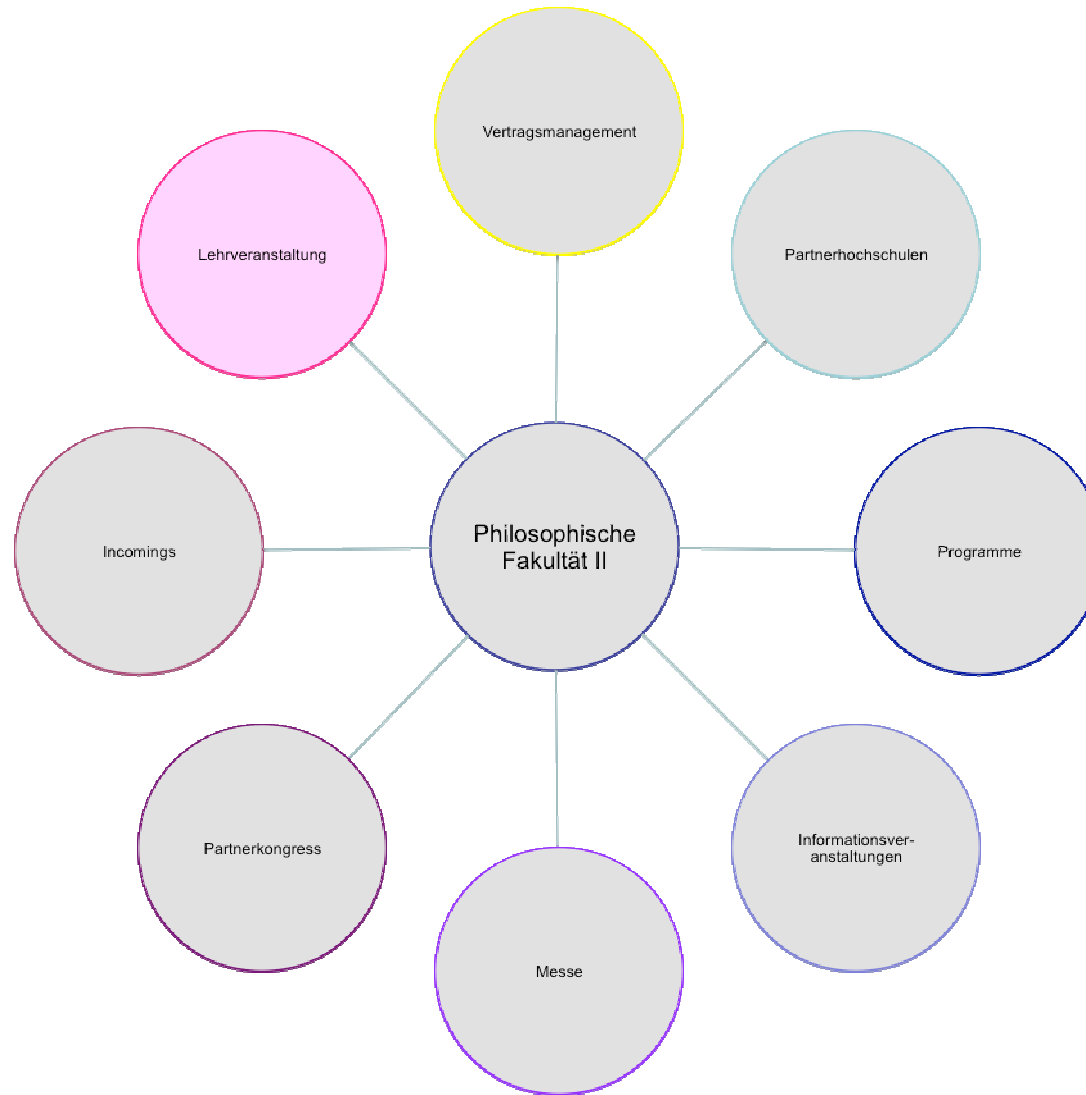 Vertragsmanagement
Lehrveranstaltung
Partnerhochschulen
Philosophische
Fakultät II
Incomings
Programme
Partnerkongress
Informationsver-
anstaltungen
Messe